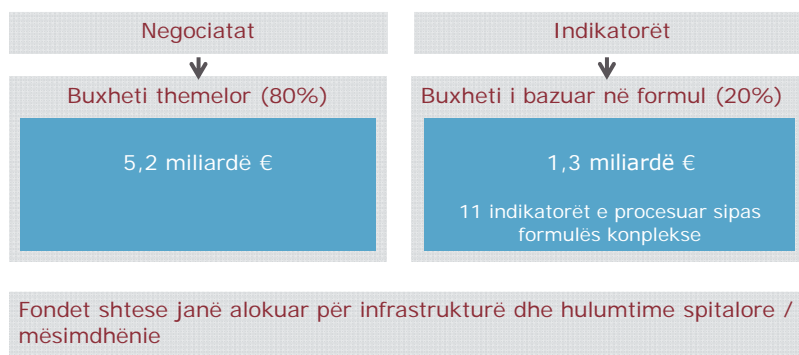 Negociatat
Buxheti themelor (80%)
5,2 miliardë €
Indikatorët
Buxheti i bazuar në formul (20%)
1,3 miliardë €
11 indikatorët e procesuar sipas
formulës konplekse
Fondet shtese janë alokuar për infrastrukturë dhe hulumtime spitalore /
mësimdhënie